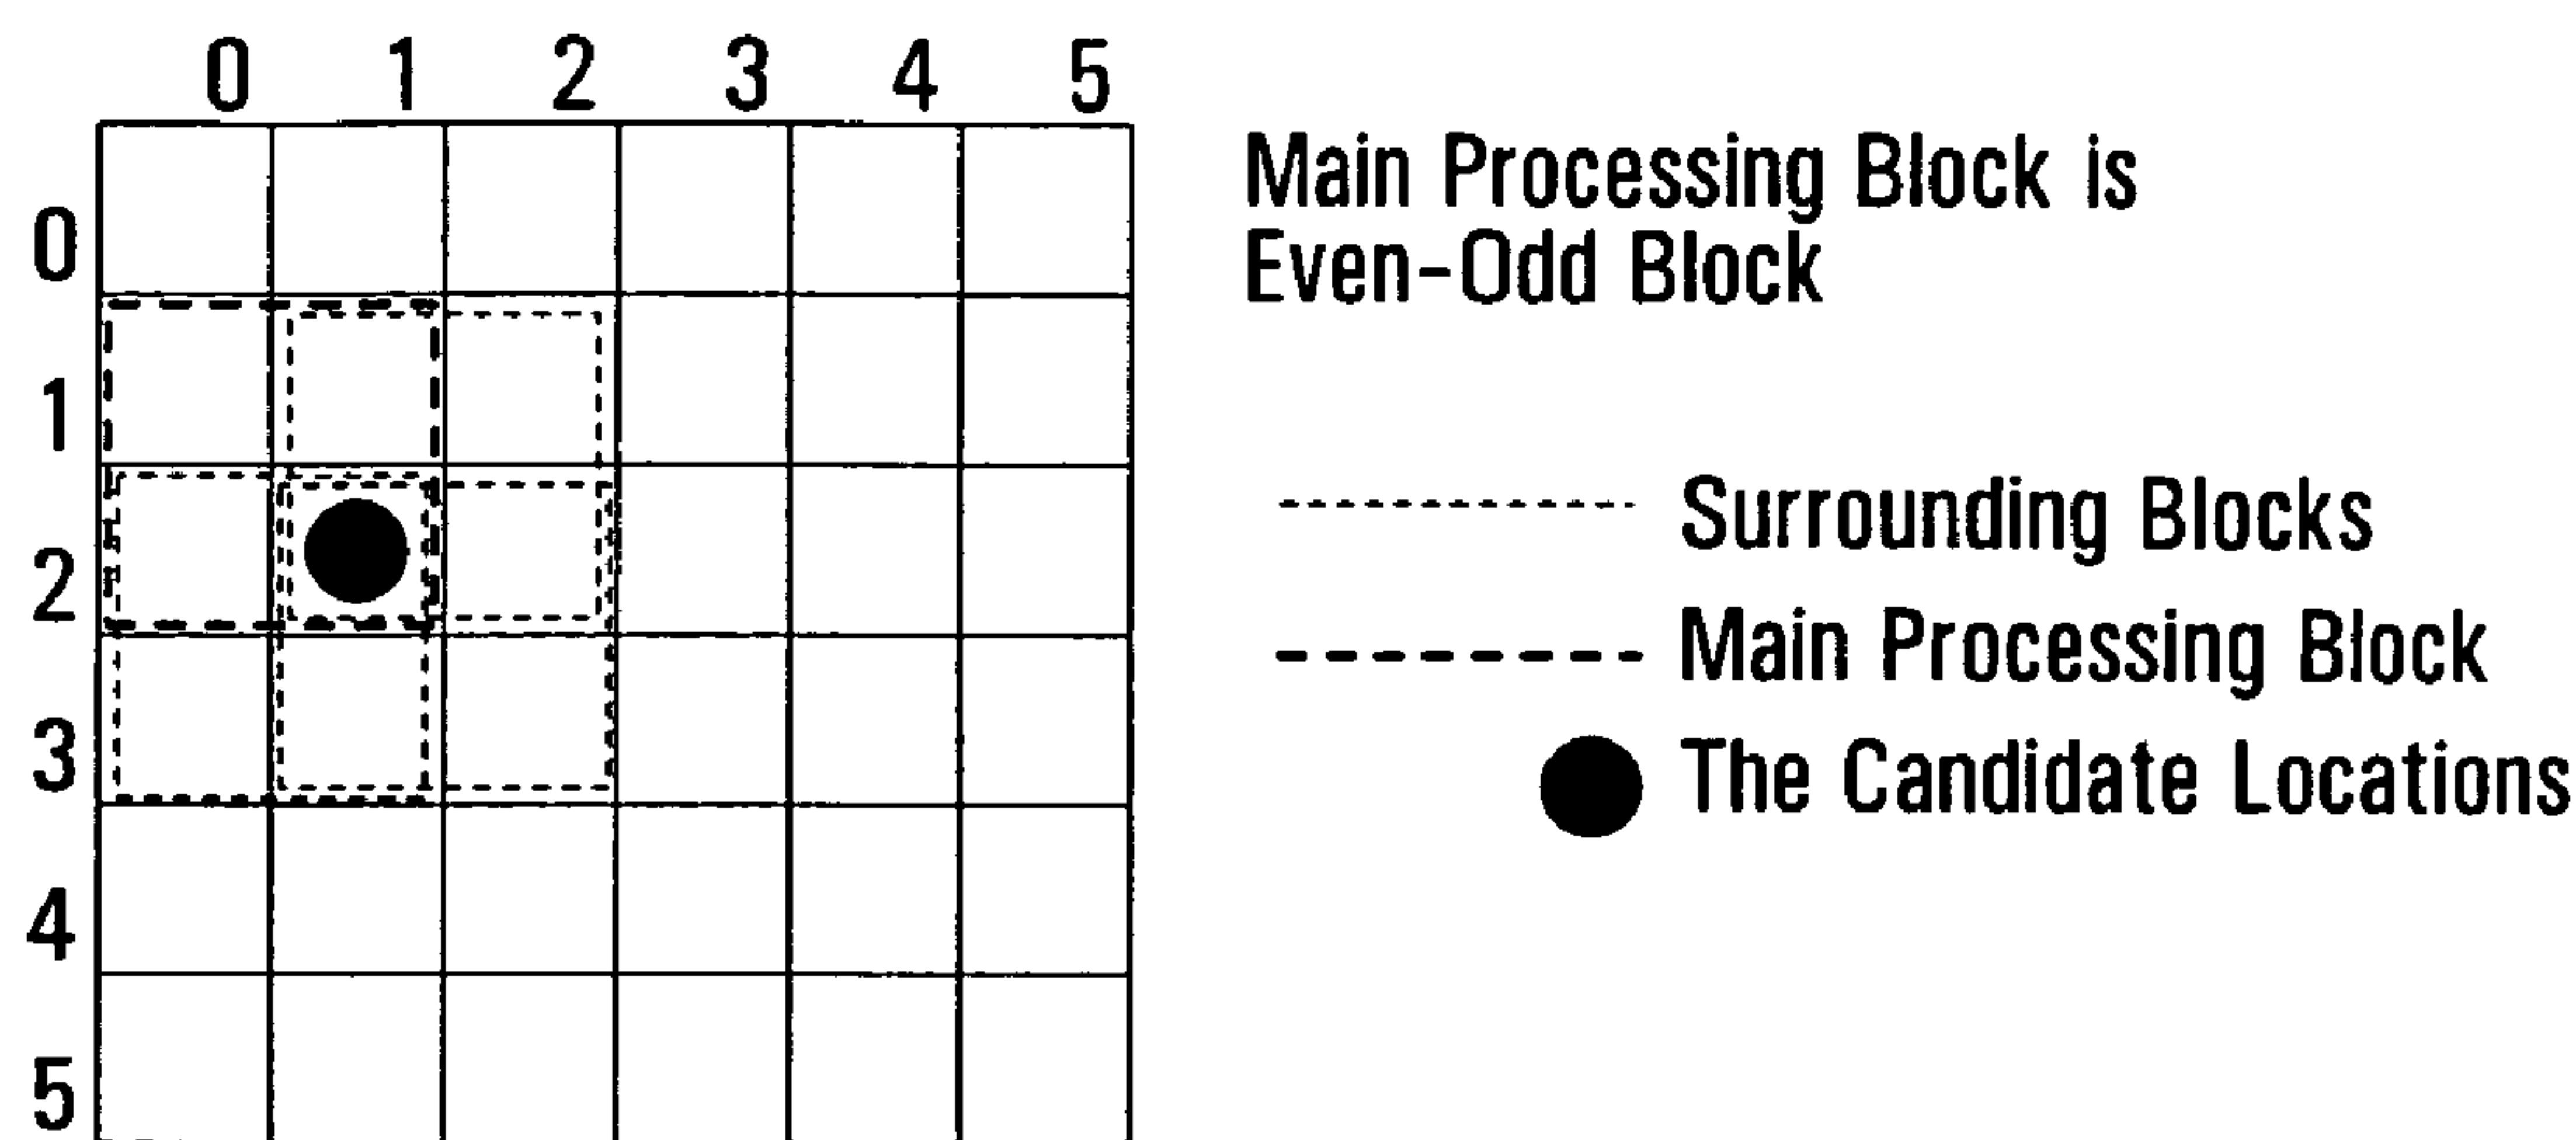 0 1 2 3 4 5
0
1
2
3
4
5
Main Processing Block is
Even-Odd Block
Surrounding Blocks
Main Processing Block
The Candidate Locations